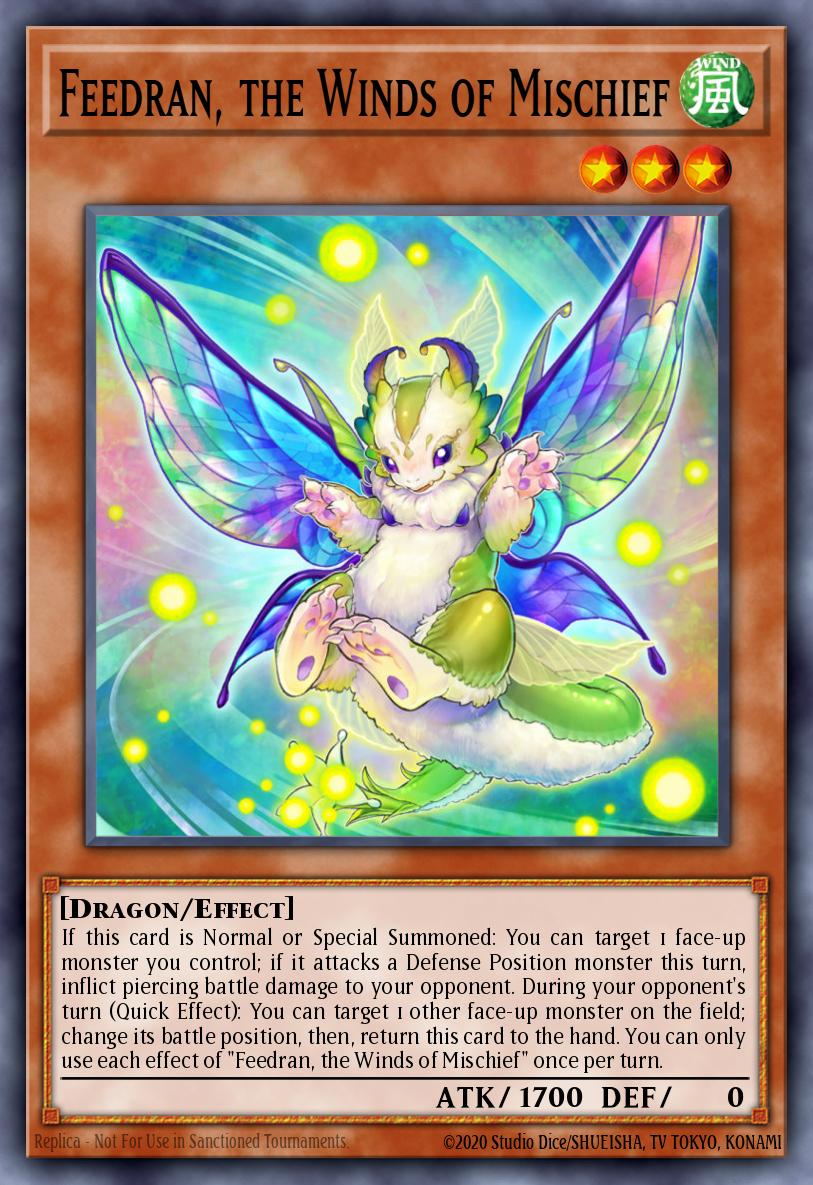 Feedran, the Winds of Mischief
WIND
風
[Dragon/Effect]
If this card is Normal or Special Summoned: You can target 1 face-up
monster you control; if it attacks a Defense Position monster this turn,
inflict piercing battle damage to your opponent. During your opponent's
turn (Quick Effect): You can target 1 other face-up monster on the field;
change its battle position, then, return this card to the hand. You can only
use each effect of "Feedran, the Winds of Mischief" once per turn.
ATK/ 1700 DEF/ 0
Replica - Not For Use in Sanctioned Tournaments.
©2020 Studio Dice/SHUEISHA, TV TOKYO, KONAMI